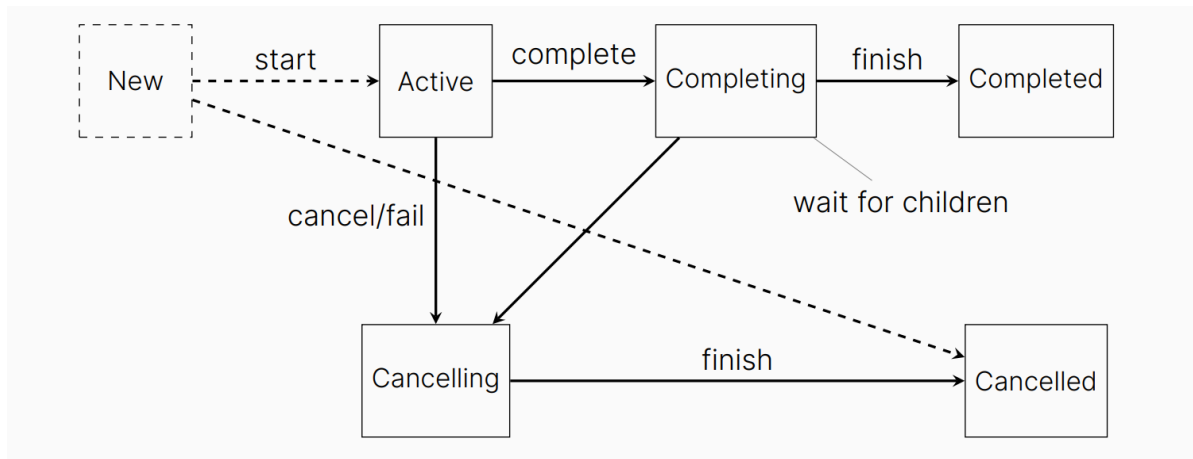 start
complete
finish
New
Active
Completing
Completed
wait for children
cancel/fail
finish
Cancelling
Cancelled